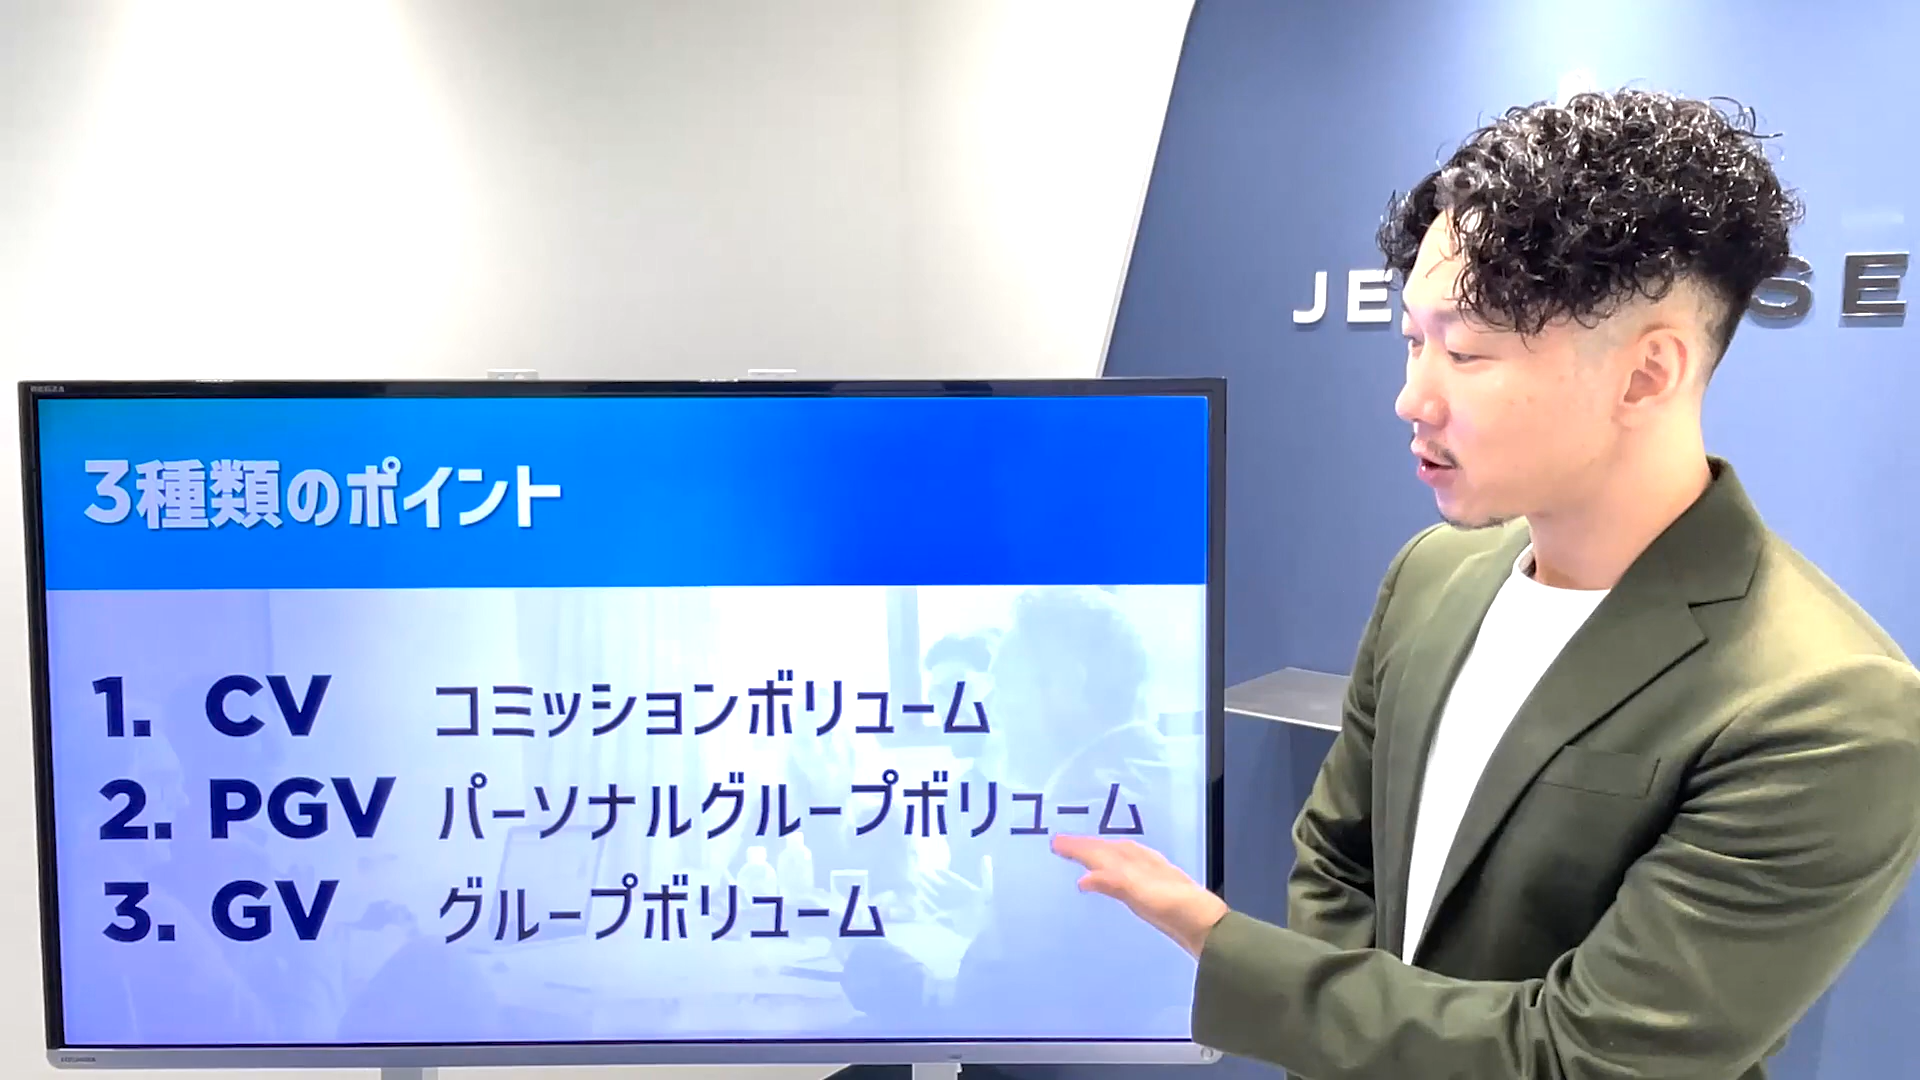 JE SE
REGZA
3種類のポイント
1. CV コミッションボリューム
2. PGV パーソナルグループボリューム
3. GV グループボリューム